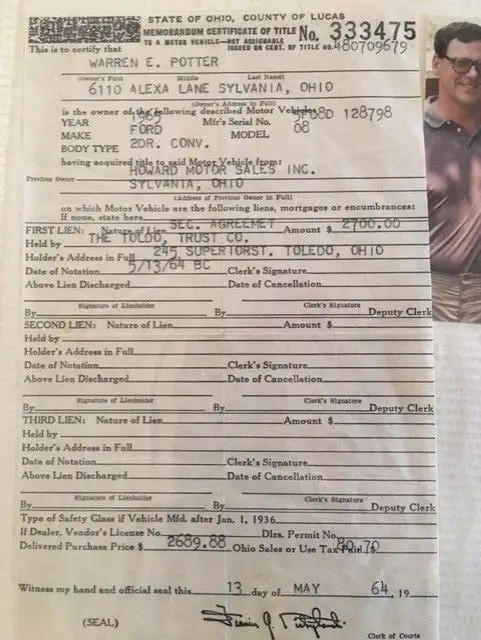 STATE OF OHIO, COUNTY OF LUCAS
MEMORANDUM CERTIFICATE OF TITLE No. 333475
TO A MOTOR VEHICLE—NOT ASSIGNABLE
ISSUED ON CERT. OF TITLE NO. 480709679
This is to certify that
WARREN E. POTTER
(Owner's First Middle Last Name)
6110 ALEXA LANE SYLVANIA, OHIO
(Owner's Address in Full)
is the owner of the following described Motor Vehicle:
YEAR Mfr's Serial No. 128798
MAKE FORD MODEL 08
BODY TYPE 2DR. CONV.
having acquired title to said Motor Vehicle from:
Previous Owner HOWARD MOTOR SALES INC.
SYLVANIA, OHIO
(Address of Previous Owner in Full)
on which Motor Vehicle are the following liens, mortgages or encumbrances:
If none, state here
FIRST LIEN: Nature of Lien SEC. AGREEMET Amount $ 2700.00
Held by THE TOLDO, TRUST CO.
Holder's Address in Full 245 SUPERIORST. TOLEDO, OHIO
Date of Notation 5/13/64 BC Clerk's Signature
Above Lien Discharged Date of Cancellation
Signature of Lienholder Clerk's Signature
By By Deputy Clerk
SECOND LIEN: Nature of Lien Amount $
Held by
Holder's Address in Full
Date of Notation Clerk's Signature
Above Lien Discharged Date of Cancellation
Signature of Lienholder Clerk's Signature
By By Deputy Clerk
THIRD LIEN: Nature of Lien Amount $
Held by
Holder's Address in Full
Date of Notation Clerk's Signature
Above Lien Discharged Date of Cancellation
Signature of Lienholder Clerk's Signature
By By Deputy Clerk
Type of Safety Glass if Vehicle Mfd. after Jan. 1, 1936
If Dealer, Vendor's License No. Dlrs. Permit No.
Delivered Purchase Price $ 2689.88 Ohio Sales or Use Tax Paid $ 80.70
Witness my hand and official seal this 13 day of MAY 64, 19
(SEAL)
Clerk of Courts